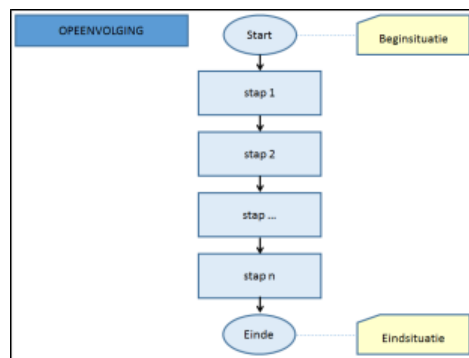 OPEENVOLGING
Start
Beginsituatie
stap 1
stap 2
stap ...
stap n
Einde
Eindsituatie